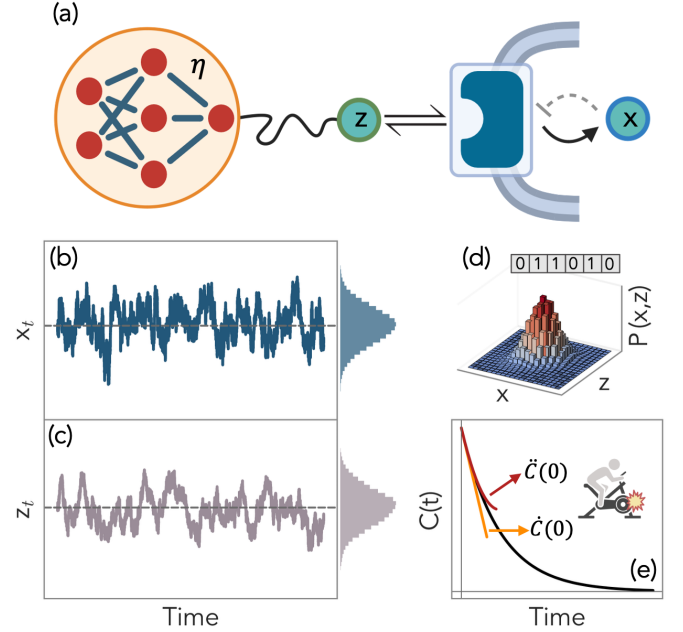 (a)
η
z
x
(b)
x_t
(c)
z_t
Time
(d)
0 1 1 0 1 0
P(x,z)
x
z
C(t)
C̈(0)
Ċ(0)
(e)
Time